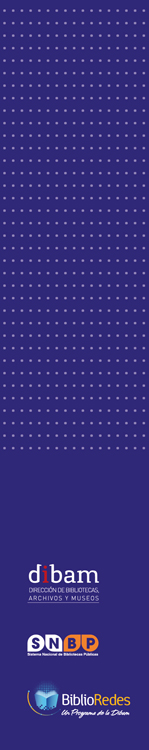 dibam
DIRECCIÓN DE BIBLIOTECAS,
ARCHIVOS Y MUSEOS
SNBP
Sistema Nacional de Bibliotecas Públicas
BiblioRedes
Un Programa de la Dibam